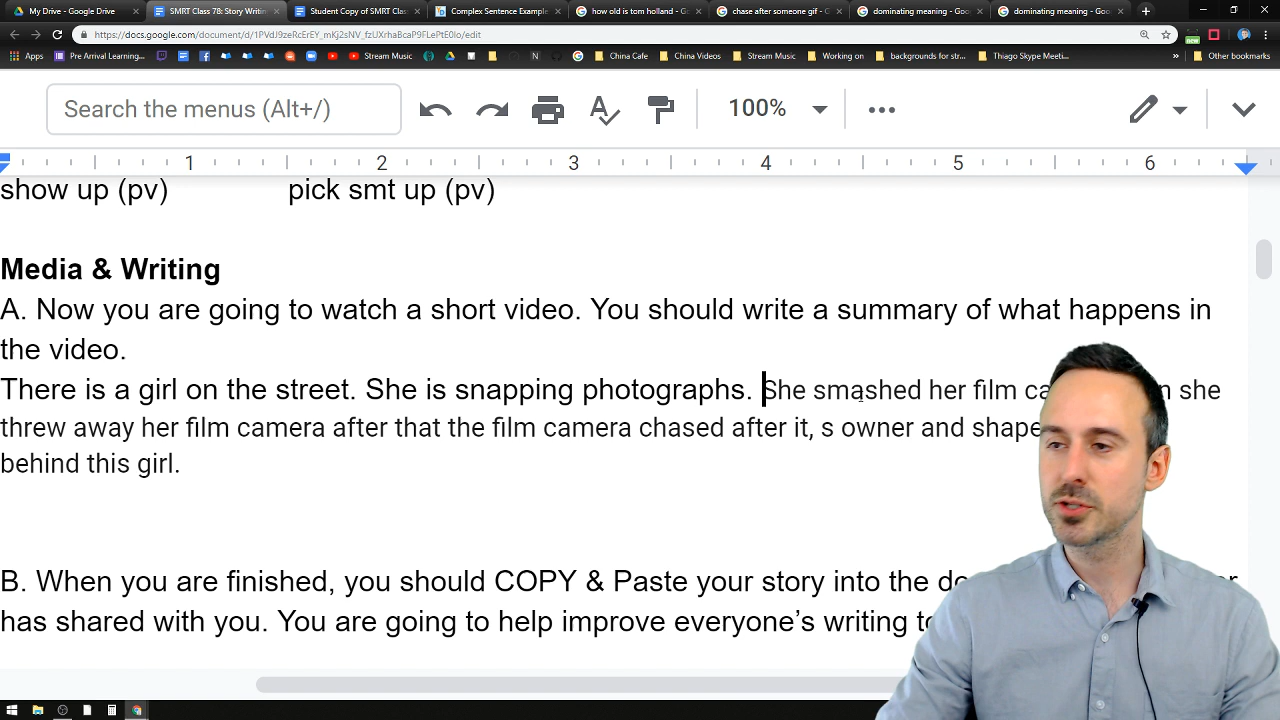 My Drive - Google Drive
SMRT Class 78: Story Writin
Student Copy of SMRT Clas
Complex Sentence Example
how old is tom holland - Go
chase after someone gif - G
dominating meaning - Goo
dominating meaning - Goo
https://docs.google.com/document/d/1PVdJ9zeRcErEY_mKj2sNV_fzUXrhaBcaP9FLePtE0Io/edit
Apps
Pre Arrival Learning...
Stream Music
China Cafe
China Videos
Stream Music
Working on
backgrounds for str...
Thiago Skype Meeti...
Other bookmarks
Search the menus (Alt+/)
100%
1 2 3 4 5 6
show up (pv) pick smt up (pv)
Media & Writing
A. Now you are going to watch a short video. You should write a summary of what happens in
the video.
There is a girl on the street. She is snapping photographs. She smashed her film ca n she
threw away her film camera after that the film camera chased after it, s owner and shape
behind this girl.
B. When you are finished, you should COPY & Paste your story into the do
has shared with you. You are going to help improve everyone's writing to